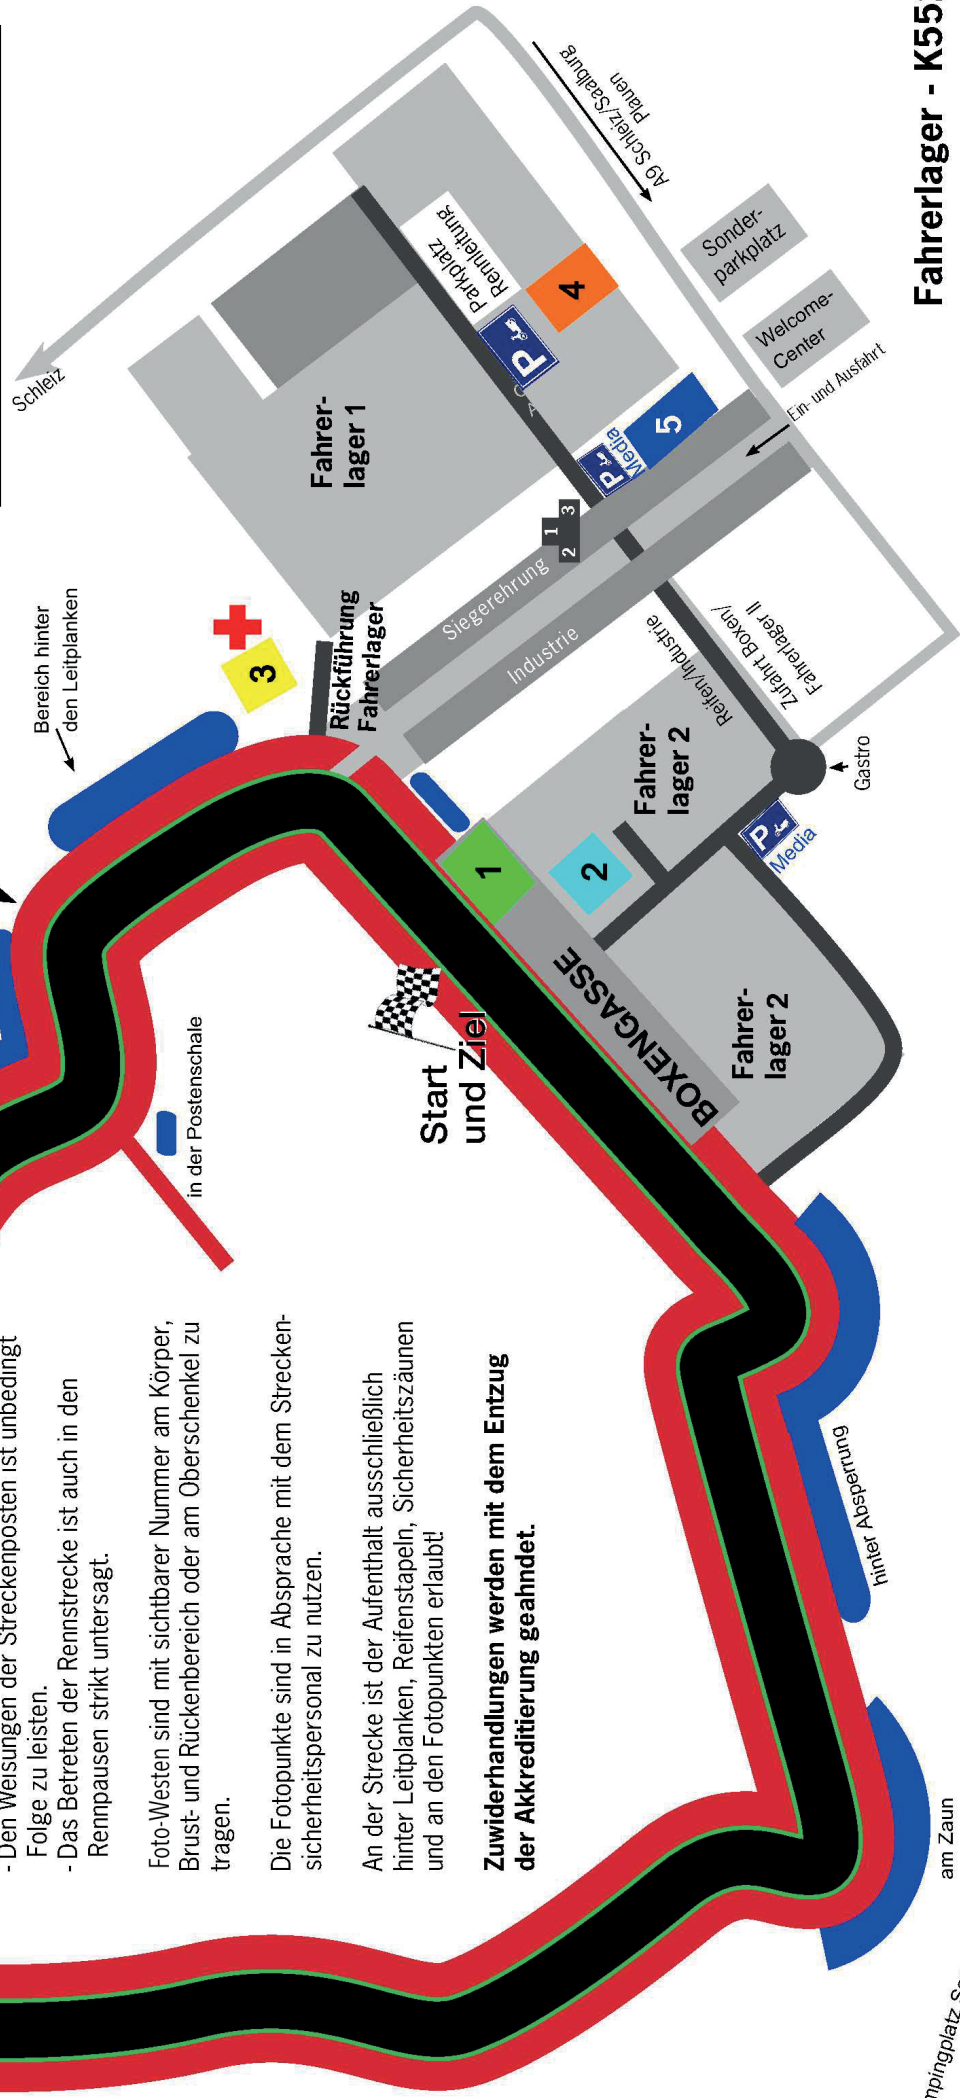 - Den Weisungen der Streckenposten ist unbedingt
Folge zu leisten.
- Das Betreten der Rennstrecke ist auch in den
Rennpausen strikt untersagt.
Foto-Westen sind mit sichtbarer Nummer am Körper,
Brust- und Rückenbereich oder am Oberschenkel zu
tragen.
Die Fotopunkte sind in Absprache mit dem Strecken-
sicherheitspersonal zu nutzen.
An der Strecke ist der Aufenthalt ausschließlich
hinter Leitplanken, Reifenstapeln, Sicherheitszäunen
und an den Fotopunkten erlaubt!
Zuwiderhandlungen werden mit dem Entzug
der Akkreditierung geahndet.
in der Postenschale
Start
und Ziel
Bereich hinter
den Leitplanken
Schleiz
3
Rückführung
Fahrerlager
Fahrer-
lager 1
Siegerehrung
1
2
3
Industrie
Parkplatz
Rennleitung
P
4
P
Media
5
A9 Schleiz/Saalburg
Plauen
Sonder-
parkplatz
Welcome-
Center
Ein- und Ausfahrt
Reifen/Industrie
Zufahrt Boxen/
Fahrerlager II
Fahrer-
lager 2
1
2
BOXENGASSE
Fahrer-
lager 2
P
Media
Gastro
hinter Absperrung
am Zaun
Fahrerlager - K55